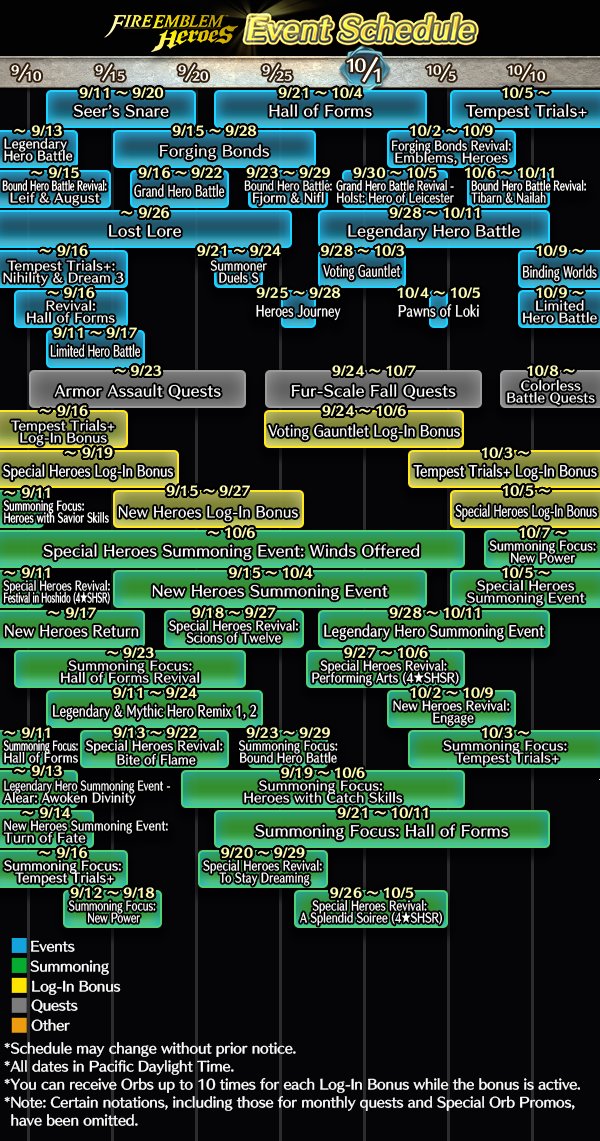 FIRE EMBLEM
Heroes
Event Schedule
9/10 9/15 9/20 9/25 10/1 10/5 10/10
9/11 ~ 9/20
Seer's Snare
9/21 ~ 10/4
Hall of Forms
10/5 ~
Tempest Trials+
~ 9/13
Legendary
Hero Battle
9/15 ~ 9/28
Forging Bonds
10/2 ~ 10/9
Forging Bonds Revival:
Emblems, Heroes
~ 9/15
Bound Hero Battle Revival:
Leif & August
9/16 ~ 9/22
Grand Hero Battle
9/23 ~ 9/29
Bound Hero Battle:
Fjorm & Nifl
9/30 ~ 10/5
Grand Hero Battle Revival -
Holst: Hero of Leicester
10/6 ~ 10/11
Bound Hero Battle Revival:
Tibarn & Nailah
~ 9/26
Lost Lore
9/28 ~ 10/11
Legendary Hero Battle
~ 9/16
Tempest Trials+:
Nihility & Dream 3
9/21 ~ 9/24
Summoner
Duels S
9/28 ~ 10/3
Voting Gauntlet
10/9 ~
Binding Worlds
~ 9/16
Revival:
Hall of Forms
9/25 ~ 9/28
Heroes Journey
10/4 ~ 10/5
Pawns of Loki
10/9 ~
Limited
Hero Battle
9/11 ~ 9/17
Limited Hero Battle
~ 9/23
Armor Assault Quests
9/24 ~ 10/7
Fur-Scale Fall Quests
10/8 ~
Colorless
Battle Quests
~ 9/16
Tempest Trials+
Log-In Bonus
9/24 ~ 10/6
Voting Gauntlet Log-In Bonus
~ 9/19
Special Heroes Log-In Bonus
10/3 ~
Tempest Trials+ Log-In Bonus
~ 9/11
Summoning Focus:
Heroes with Savior Skills
9/15 ~ 9/27
New Heroes Log-In Bonus
10/5 ~
Special Heroes Log-In Bonus
~ 10/6
Special Heroes Summoning Event: Winds Offered
10/7 ~
Summoning Focus:
New Power
~ 9/11
Special Heroes Revival:
Festival in Hoshido (4★SHSR)
9/15 ~ 10/4
New Heroes Summoning Event
10/5 ~
Special Heroes
Summoning Event
~ 9/17
New Heroes Return
9/18 ~ 9/27
Special Heroes Revival:
Scions of Twelve
9/28 ~ 10/11
Legendary Hero Summoning Event
~ 9/23
Summoning Focus:
Hall of Forms Revival
9/27 ~ 10/6
Special Heroes Revival:
Performing Arts (4★SHSR)
9/11 ~ 9/24
Legendary & Mythic Hero Remix 1, 2
10/2 ~ 10/9
New Heroes Revival:
Engage
~ 9/11
Summoning Focus:
Hall of Forms
9/13 ~ 9/22
Special Heroes Revival:
Bite of Flame
9/23 ~ 9/29
Summoning Focus:
Bound Hero Battle
10/3 ~
Summoning Focus:
Tempest Trials+
~ 9/13
Legendary Hero Summoning Event -
Alear: Awoken Divinity
9/19 ~ 10/6
Summoning Focus:
Heroes with Catch Skills
~ 9/14
New Heroes Summoning Event:
Turn of Fate
9/21 ~ 10/11
Summoning Focus: Hall of Forms
~ 9/16
Summoning Focus:
Tempest Trials+
9/20 ~ 9/29
Special Heroes Revival:
To Stay Dreaming
9/12 ~ 9/18
Summoning Focus:
New Power
9/26 ~ 10/5
Special Heroes Revival:
A Splendid Soiree (4★SHSR)
Events
Summoning
Log-In Bonus
Quests
Other
*Schedule may change without prior notice.
*All dates in Pacific Daylight Time.
*You can receive Orbs up to 10 times for each Log-In Bonus while the bonus is active.
*Note: Certain notations, including those for monthly quests and Special Orb Promos,
have been omitted.